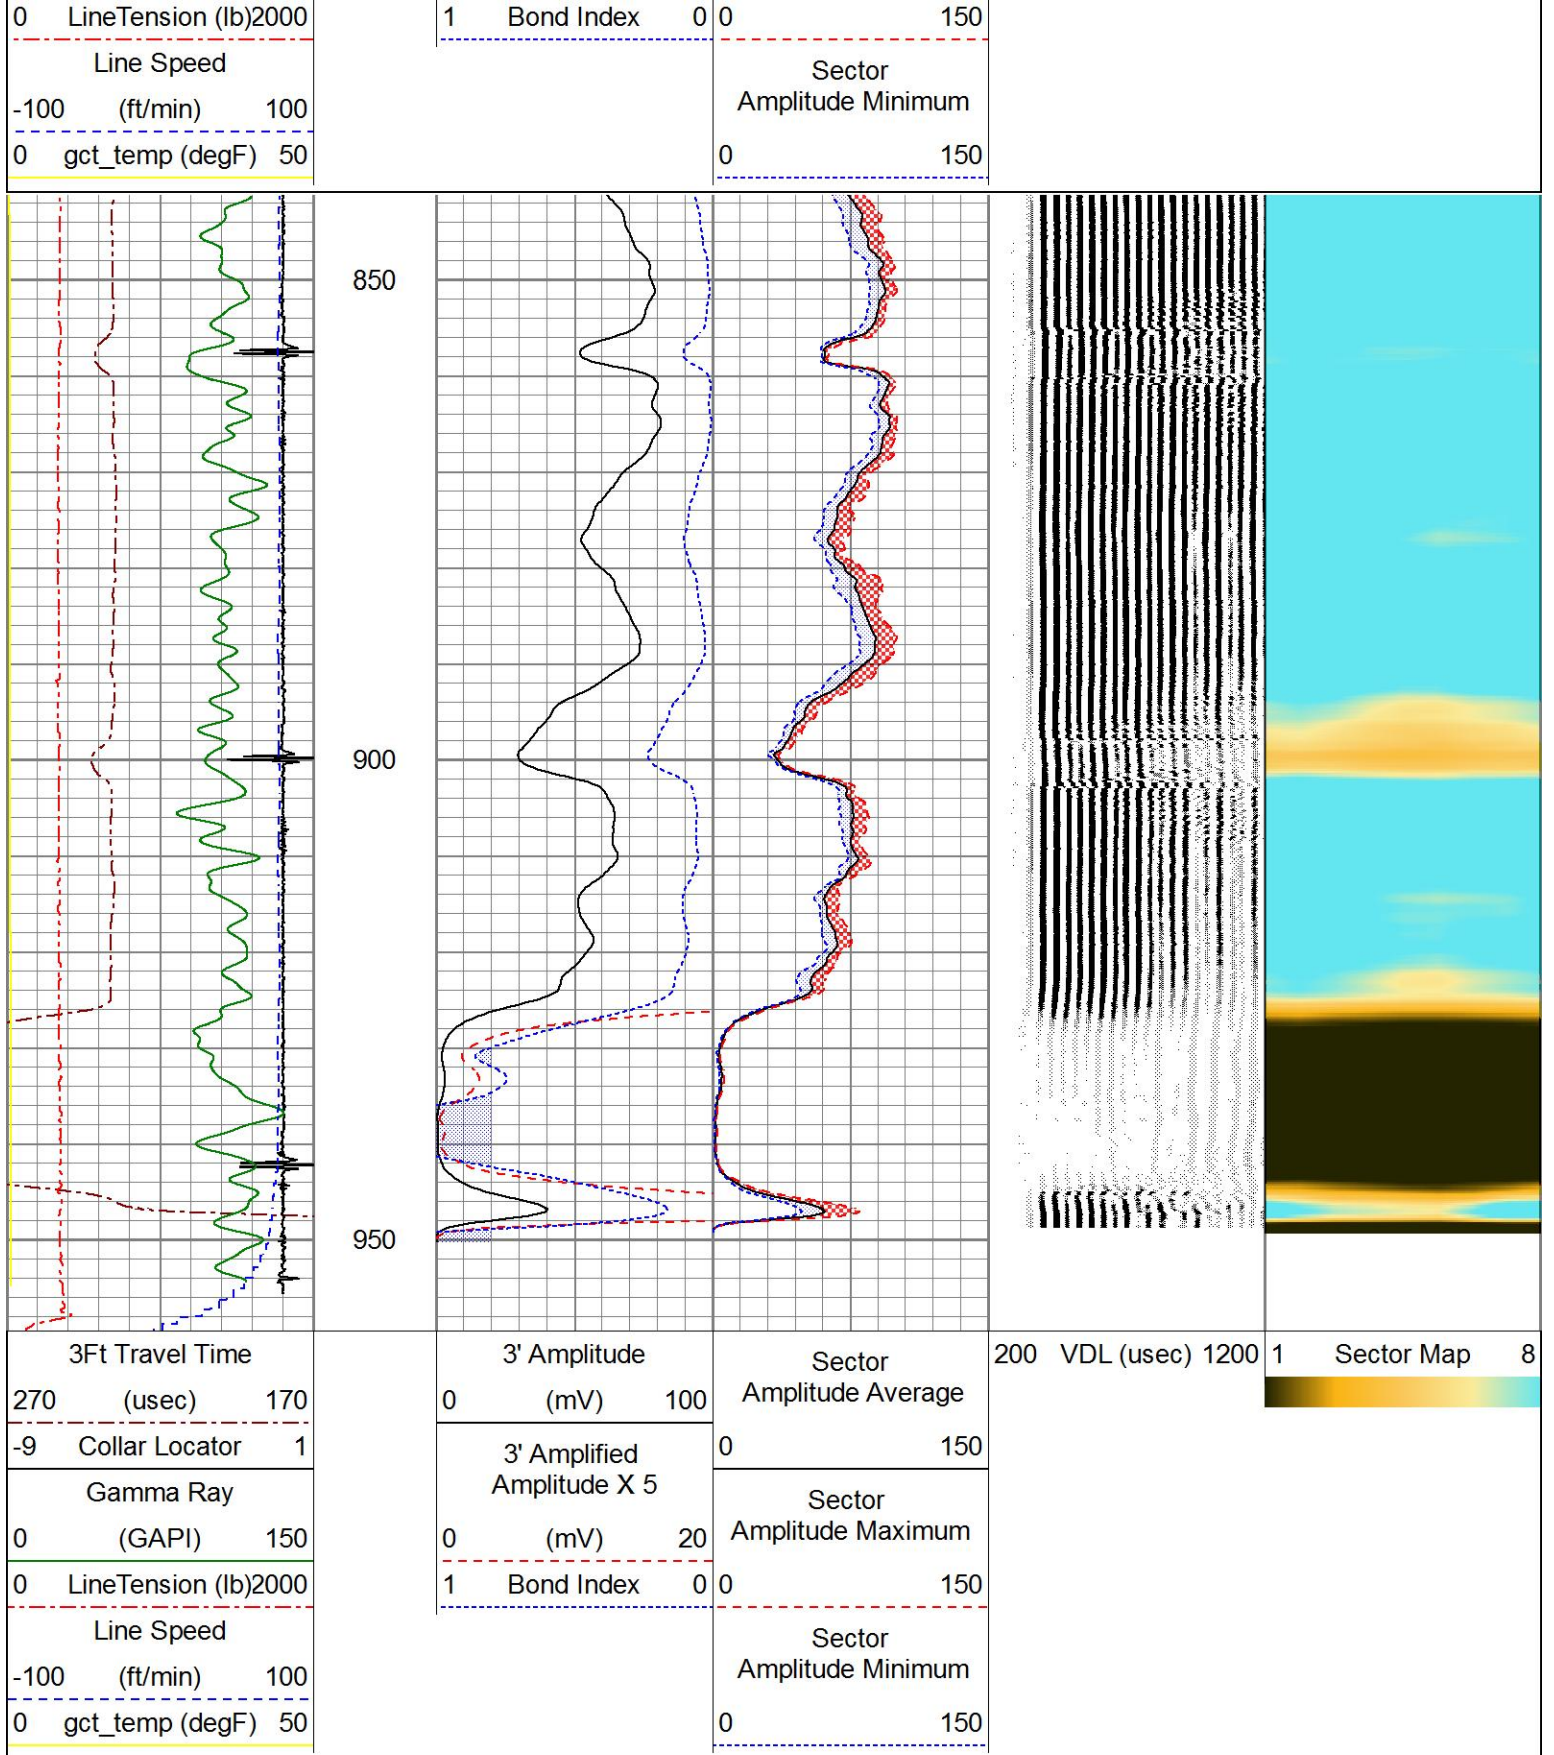 0 LineTension (lb)2000
Line Speed
-100 (ft/min) 100
0 gct_temp (degF) 50
1 Bond Index 0
0 150
Sector
Amplitude Minimum
0 150
850
900
950
3Ft Travel Time
270 (usec) 170
-9 Collar Locator 1
Gamma Ray
0 (GAPI) 150
0 LineTension (lb)2000
Line Speed
-100 (ft/min) 100
0 gct_temp (degF) 50
3' Amplitude
0 (mV) 100
3' Amplified
Amplitude X 5
0 (mV) 20
1 Bond Index 0
Sector
Amplitude Average
0 150
Sector
Amplitude Maximum
0 150
Sector
Amplitude Minimum
0 150
200 VDL (usec) 1200
1 Sector Map 8